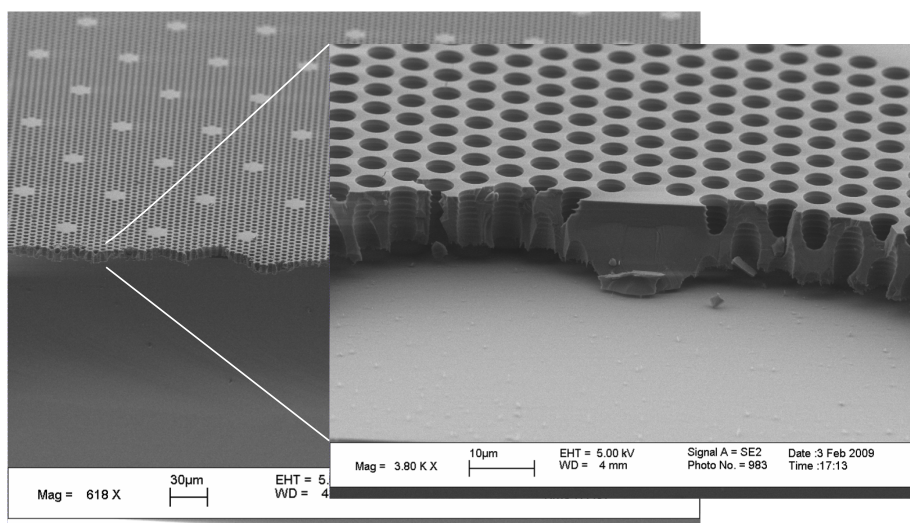 10µm
EHT = 5.00 kV
Signal A = SE2
Date :3 Feb 2009
Mag = 3.80 K X
WD = 4 mm
Photo No. = 983
Time :17:13
30µm
EHT = 5.
Mag = 618 X
WD = 4